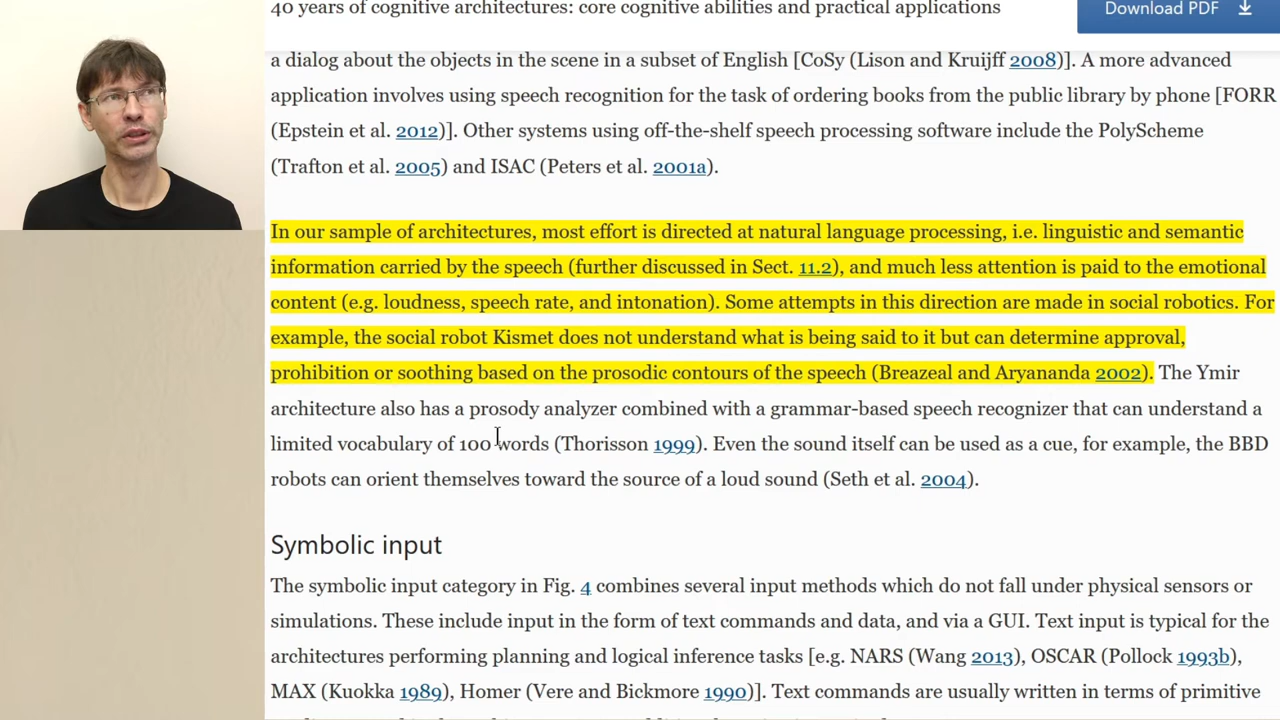 40 years of cognitive architectures: core cognitive abilities and practical applications
Download PDF
a dialog about the objects in the scene in a subset of English [CoSy (Lison and Kruijff 2008)]. A more advanced
application involves using speech recognition for the task of ordering books from the public library by phone [FORR
(Epstein et al. 2012)]. Other systems using off-the-shelf speech processing software include the PolyScheme
(Trafton et al. 2005) and ISAC (Peters et al. 2001a).
In our sample of architectures, most effort is directed at natural language processing, i.e. linguistic and semantic
information carried by the speech (further discussed in Sect. 11.2), and much less attention is paid to the emotional
content (e.g. loudness, speech rate, and intonation). Some attempts in this direction are made in social robotics. For
example, the social robot Kismet does not understand what is being said to it but can determine approval,
prohibition or soothing based on the prosodic contours of the speech (Breazeal and Aryananda 2002). The Ymir
architecture also has a prosody analyzer combined with a grammar-based speech recognizer that can understand a
limited vocabulary of 100 words (Thorisson 1999). Even the sound itself can be used as a cue, for example, the BBD
robots can orient themselves toward the source of a loud sound (Seth et al. 2004).
Symbolic input
The symbolic input category in Fig. 4 combines several input methods which do not fall under physical sensors or
simulations. These include input in the form of text commands and data, and via a GUI. Text input is typical for the
architectures performing planning and logical inference tasks [e.g. NARS (Wang 2013), OSCAR (Pollock 1993b),
MAX (Kuokka 1989), Homer (Vere and Bickmore 1990)]. Text commands are usually written in terms of primitive